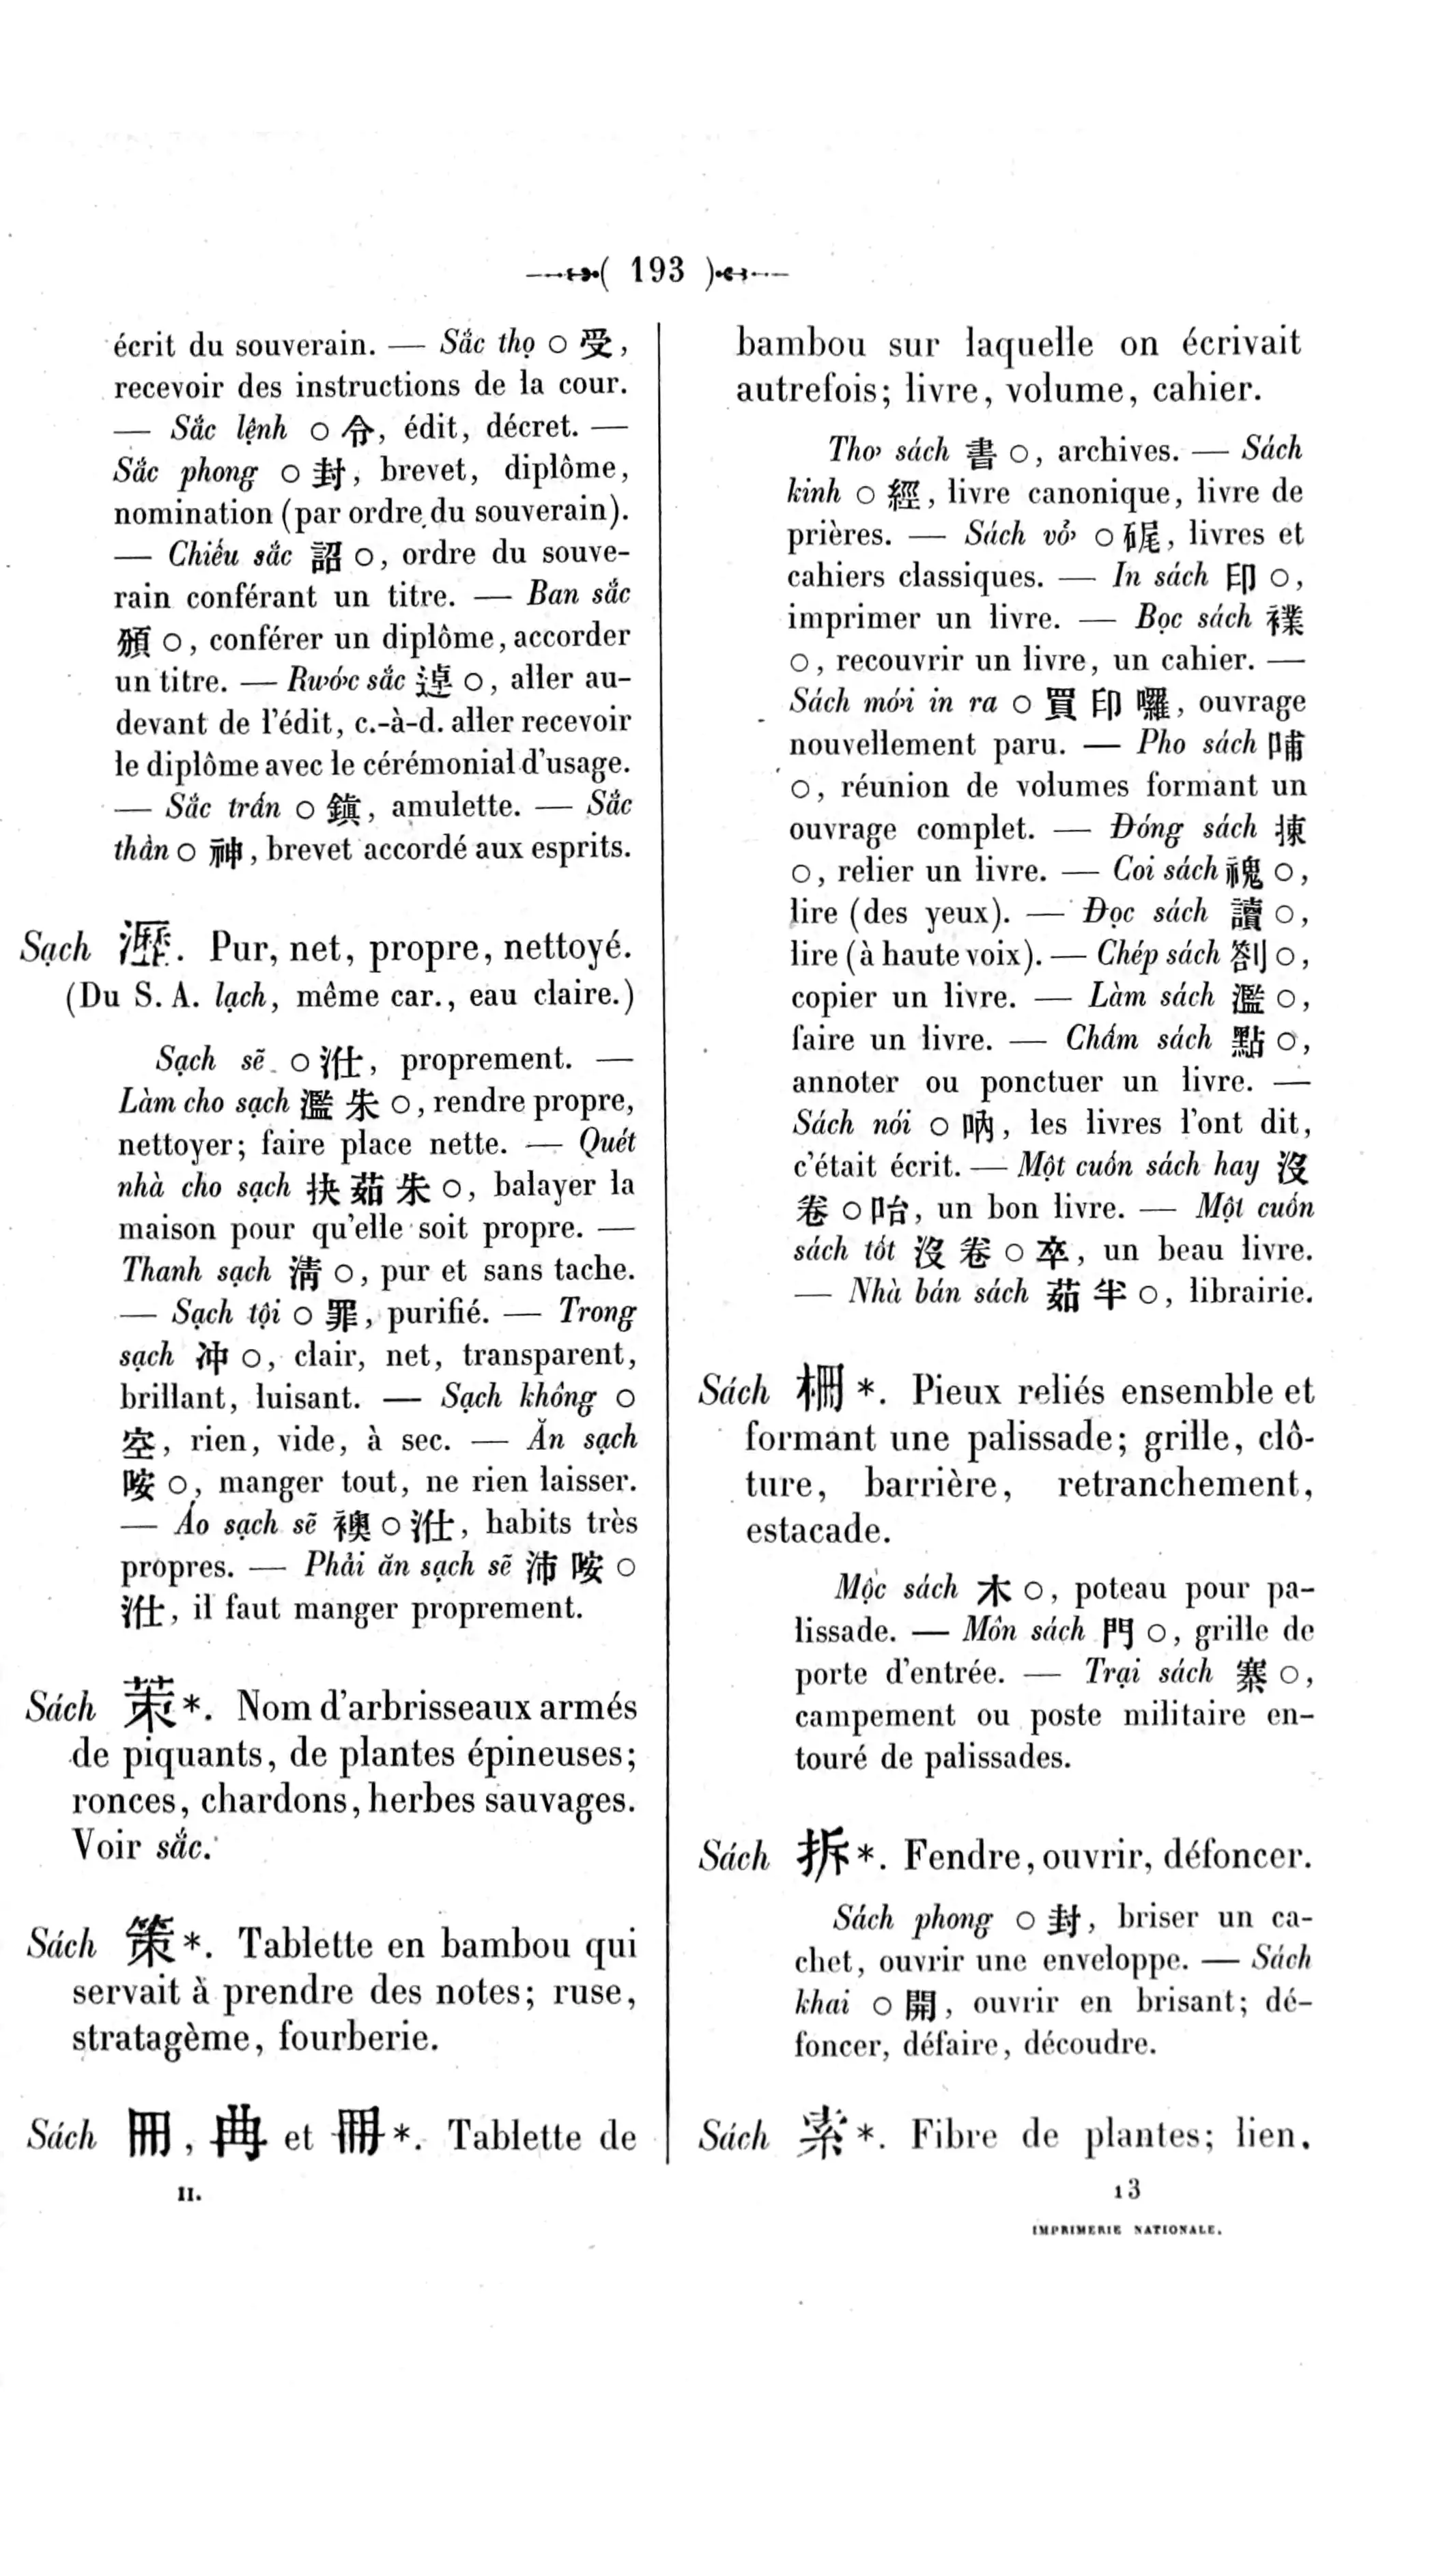 ( 193 )
écrit du souverain. — Sắc thọ ○ 受,
recevoir des instructions de la cour.
— Sắc lệnh ○ 令, édit, décret. —
Sắc phong ○ 封, brevet, diplôme,
nomination (par ordre du souverain).
— Chiếu sắc 詔 ○, ordre du souve-
rain conférant un titre. — Ban sắc
頒 ○, conférer un diplôme, accorder
un titre. — Rước sắc 逴 ○, aller au-
devant de l'édit, c.-à-d. aller recevoir
le diplôme avec le cérémonial d'usage.
— Sắc trấn ○ 鎮, amulette. — Sắc
thần ○ 神, brevet accordé aux esprits.
Sạch 瀝. Pur, net, propre, nettoyé.
(Du S. A. lạch, même car., eau claire.)
Sạch sẽ ○ 洷, proprement. —
Làm cho sạch 濫 朱 ○, rendre propre,
nettoyer; faire place nette. — Quét
nhà cho sạch 抉 茹 朱 ○, balayer la
maison pour qu'elle soit propre. —
Thanh sạch 清 ○, pur et sans tache.
— Sạch tội ○ 罪, purifié. — Trong
sạch 冲 ○, clair, net, transparent,
brillant, luisant. — Sạch không ○
空, rien, vide, à sec. — Ăn sạch
咹 ○, manger tout, ne rien laisser.
— Áo sạch sẽ 襖 ○, habits très
propres. — Phải ăn sạch sẽ 沛 咹 ○
il faut manger proprement.
Sách 茦 *. Nom d'arbrisseaux armés
de piquants, de plantes épineuses;
ronces, chardons, herbes sauvages.
Voir sắc.
Sách 策 *. Tablette en bambou qui
servait à prendre des notes; ruse,
stratagème, fourberie.
Sách 冊, 典 et 冊 *. Tablette de
II.
bambou sur laquelle on écrivait
autrefois; livre, volume, cahier.
Thơ sách 書 ○, archives. — Sách
kinh ○ 經, livre canonique, livre de
prières. — Sách vở ○, livres et
cahiers classiques. — In sách 印 ○,
imprimer un livre. — Bọc sách 襆
○, recouvrir un livre, un cahier. —
Sách mới in ra ○ 買 印 囉, ouvrage
nouvellement paru. — Pho sách 哺
○, réunion de volumes formant un
ouvrage complet. — Đóng sách 揀
○, relier un livre. — Coi sách 䙿 ○,
lire (des yeux). — Đọc sách 讀 ○,
lire (à haute voix). — Chép sách 劄 ○,
copier un livre. — Làm sách 濫 ○,
faire un livre. — Chấm sách 點 ○,
annoter ou ponctuer un livre. —
Sách nói ○ 吶, les livres l'ont dit,
c'était écrit. — Một cuốn sách hay 沒
卷 ○ 咍, un bon livre. — Một cuốn
sách tốt 沒 卷 ○ 卒, un beau livre.
— Nhà bán sách 茹 半 ○, librairie.
Sách 柵 *. Pieux reliés ensemble et
formant une palissade; grille, clô-
ture, barrière, retranchement,
estacade.
Mộc sách 木 ○, poteau pour pa-
lissade. — Môn sách 門 ○, grille de
porte d'entrée. — Trại sách 寨 ○,
campement ou poste militaire en-
touré de palissades.
Sách 拆 *. Fendre, ouvrir, défoncer.
Sách phong ○ 封, briser un ca-
chet, ouvrir une enveloppe. — Sách
khai ○ 開, ouvrir en brisant; dé-
foncer, défaire, découdre.
Sách 索 *. Fibre de plantes; lien.
13
IMPRIMERIE NATIONALE.